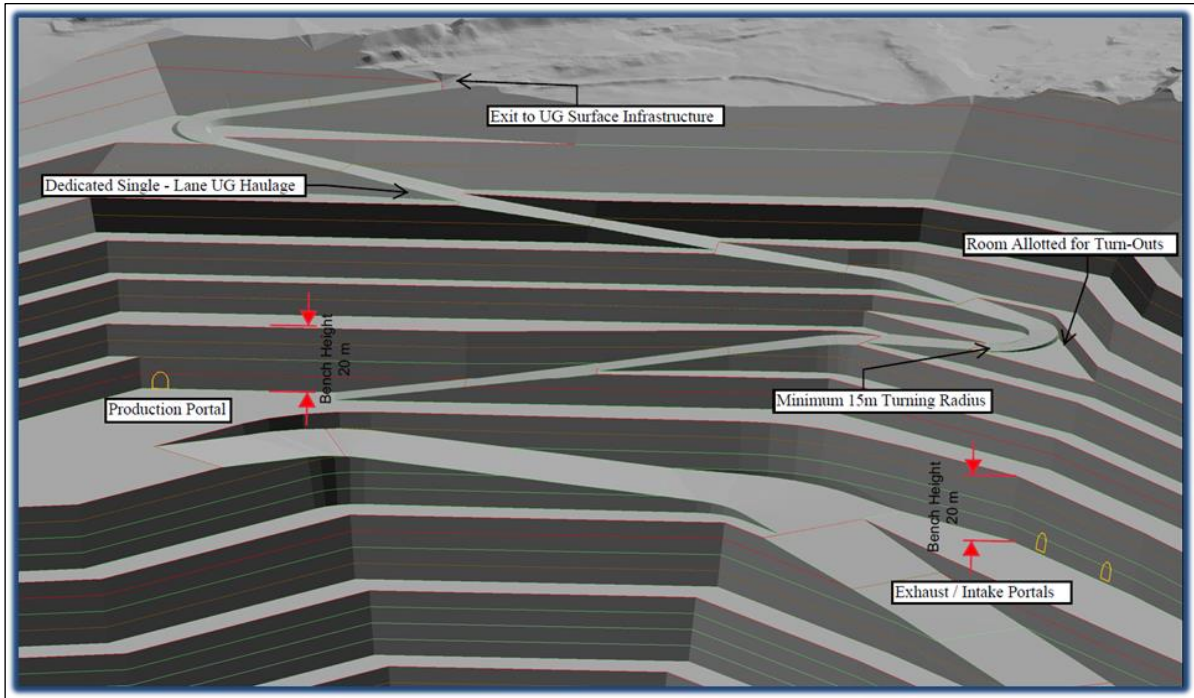 Exit to UG Surface Infrastructure
Dedicated Single - Lane UG Haulage
Room Allotted for Turn-Outs
Bench Height
20 m
Production Portal
Minimum 15m Turning Radius
Bench Height
20 m
Exhaust / Intake Portals